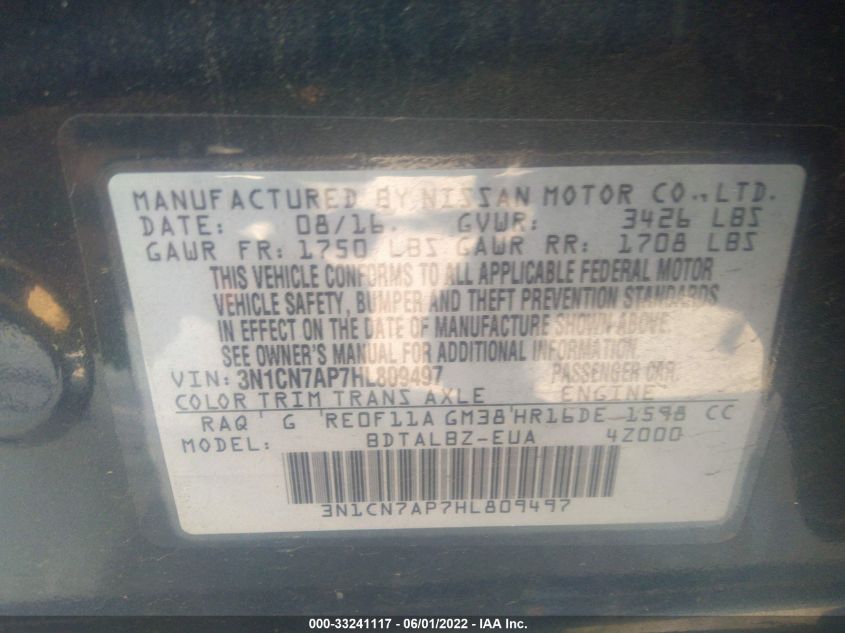 MANUFACTURED BY NISSAN MOTOR CO., LTD.
DATE: 08/16. GVWR: 3426 LBS
GAWR FR: 1750 LBS GAWR RR: 1708 LBS
THIS VEHICLE CONFORMS TO ALL APPLICABLE FEDERAL MOTOR
VEHICLE SAFETY, BUMPER AND THEFT PREVENTION STANDARDS
IN EFFECT ON THE DATE OF MANUFACTURE SHOWN ABOVE.
SEE OWNER'S MANUAL FOR ADDITIONAL INFORMATION.
VIN: 3N1CN7AP7HL809497 PASSENGER CAR
COLOR TRIM TRANS AXLE ENGINE
RAQ G RE0F11A GM38 HR16DE 1598 CC
MODEL: BDTALBZ-EUA 4Z000
3N1CN7AP7HL809497
000-33241117 - 06/01/2022 - IAA Inc.